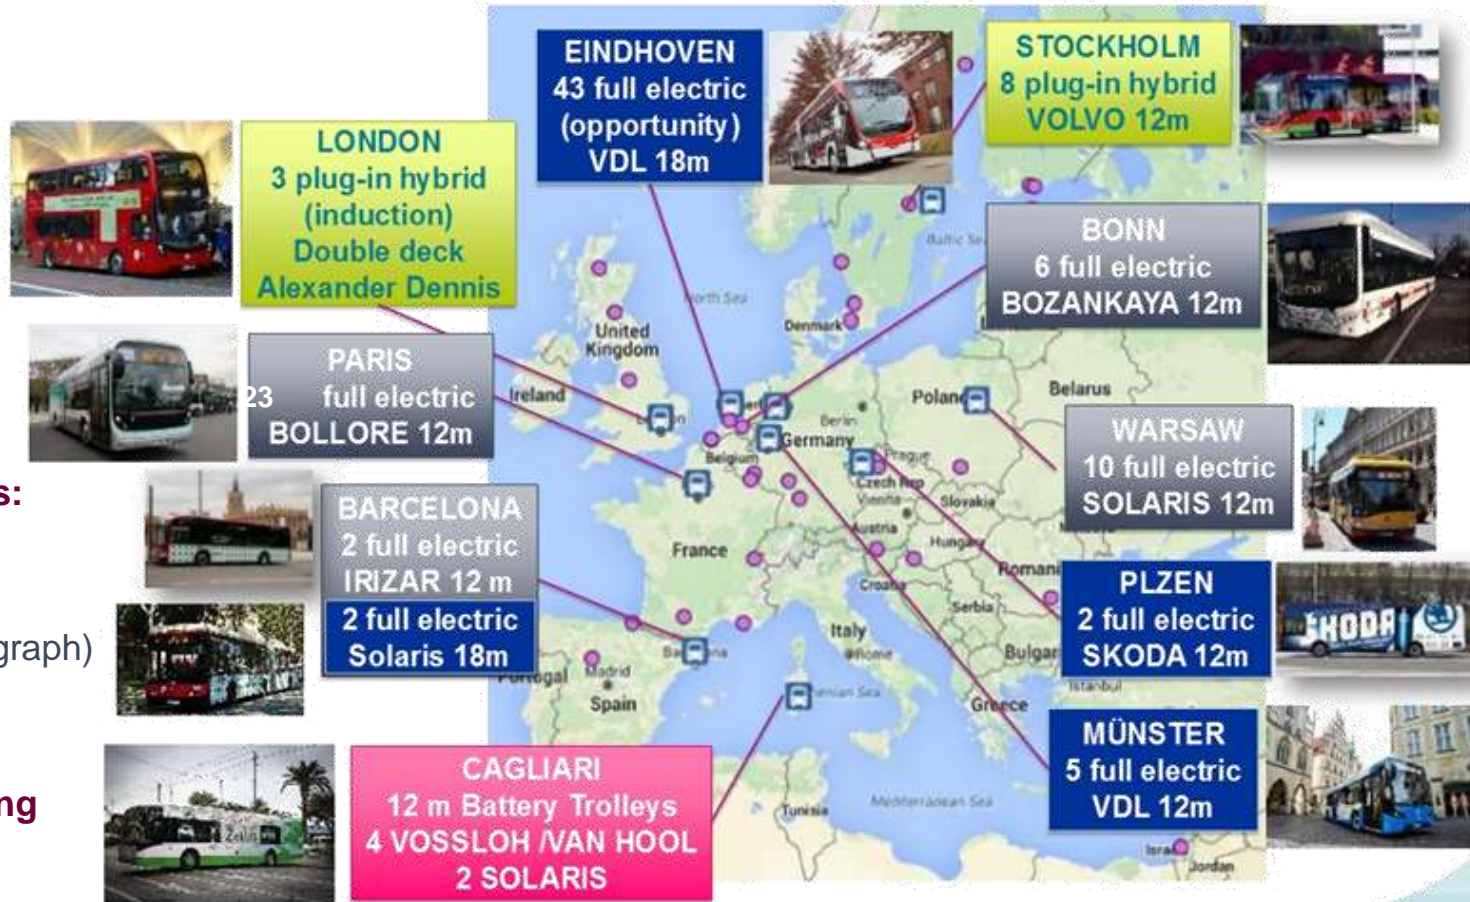 EINDHOVEN
43 full electric
(opportunity)
VDL 18m
STOCKHOLM
8 plug-in hybrid
VOLVO 12m
LONDON
3 plug-in hybrid
(induction)
Double deck
Alexander Dennis
BONN
6 full electric
BOZANKAYA 12m
PARIS
23 full electric
BOLLORE 12m
WARSAW
10 full electric
SOLARIS 12m
s:
BARCELONA
2 full electric
IRIZAR 12 m
2 full electric
Solaris 18m
graph)
PLZEN
2 full electric
SKODA 12m
MÜNSTER
5 full electric
VDL 12m
ng
CAGLIARI
12 m Battery Trolleys
4 VOSSLOH /VAN HOOL
2 SOLARIS
North Sea
Baltic
Denmark
United
Kingdom
Ireland
Berlin
Poland
Belarus
Belgium
Germany
Prague
Czech Rep
Vienna
Slovakia
Austria
Hungary
France
Croatia
Romani
Serbia
Italy
Rome
Bulgar
Istanbul
Portugal
Madrid
Spain
Greece
Tunisia
Mediterranean Sea
Israel
Jordan
SKODA